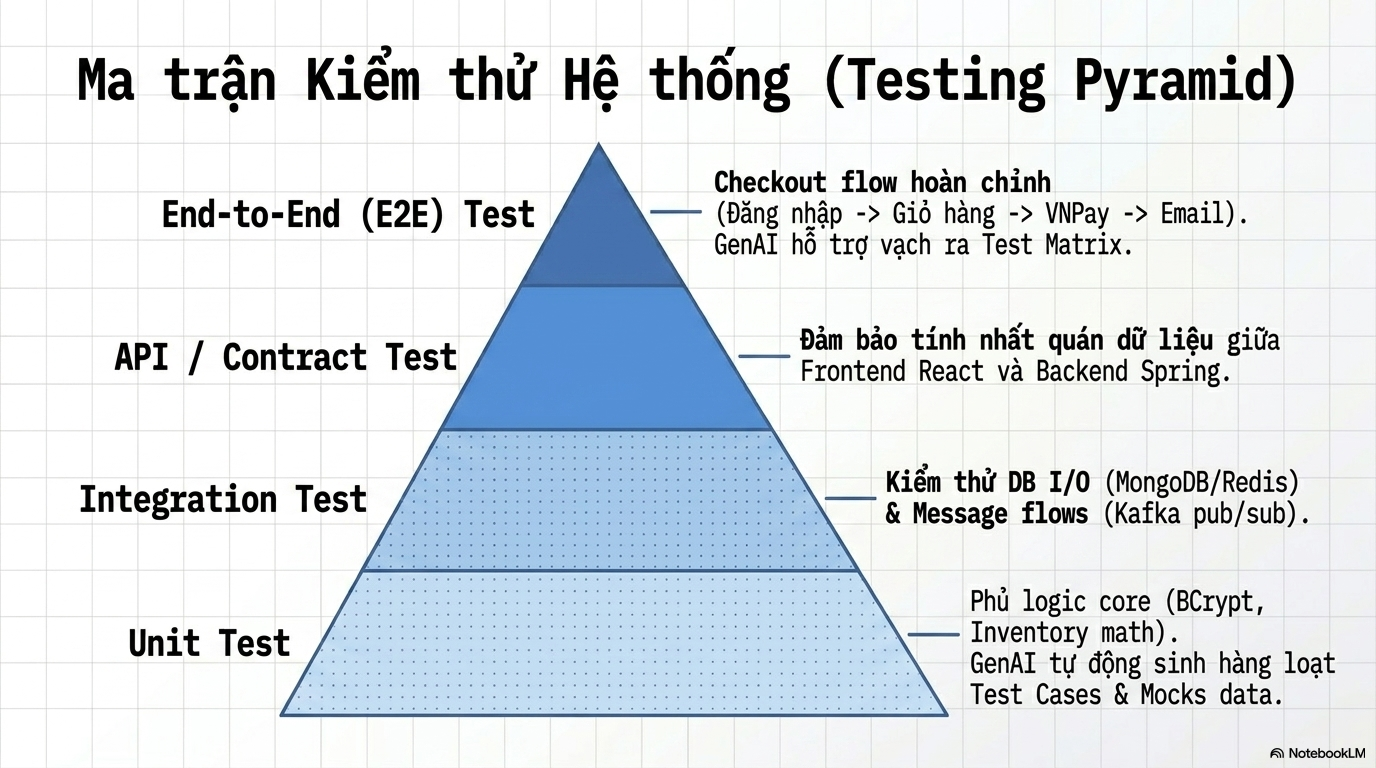 Ma trận Kiểm thử Hệ thống (Testing Pyramid)
End-to-End (E2E) Test
Checkout flow hoàn chỉnh
(Đăng nhập -> Giỏ hàng -> VNPay -> Email).
GenAI hỗ trợ vạch ra Test Matrix.
API / Contract Test
Đảm bảo tính nhất quán dữ liệu giữa
Frontend React và Backend Spring.
Integration Test
Kiểm thử DB I/O (MongoDB/Redis)
& Message flows (Kafka pub/sub).
Unit Test
Phủ logic core (BCrypt,
Inventory math).
GenAI tự động sinh hàng loạt
Test Cases & Mocks data.
NotebookLM